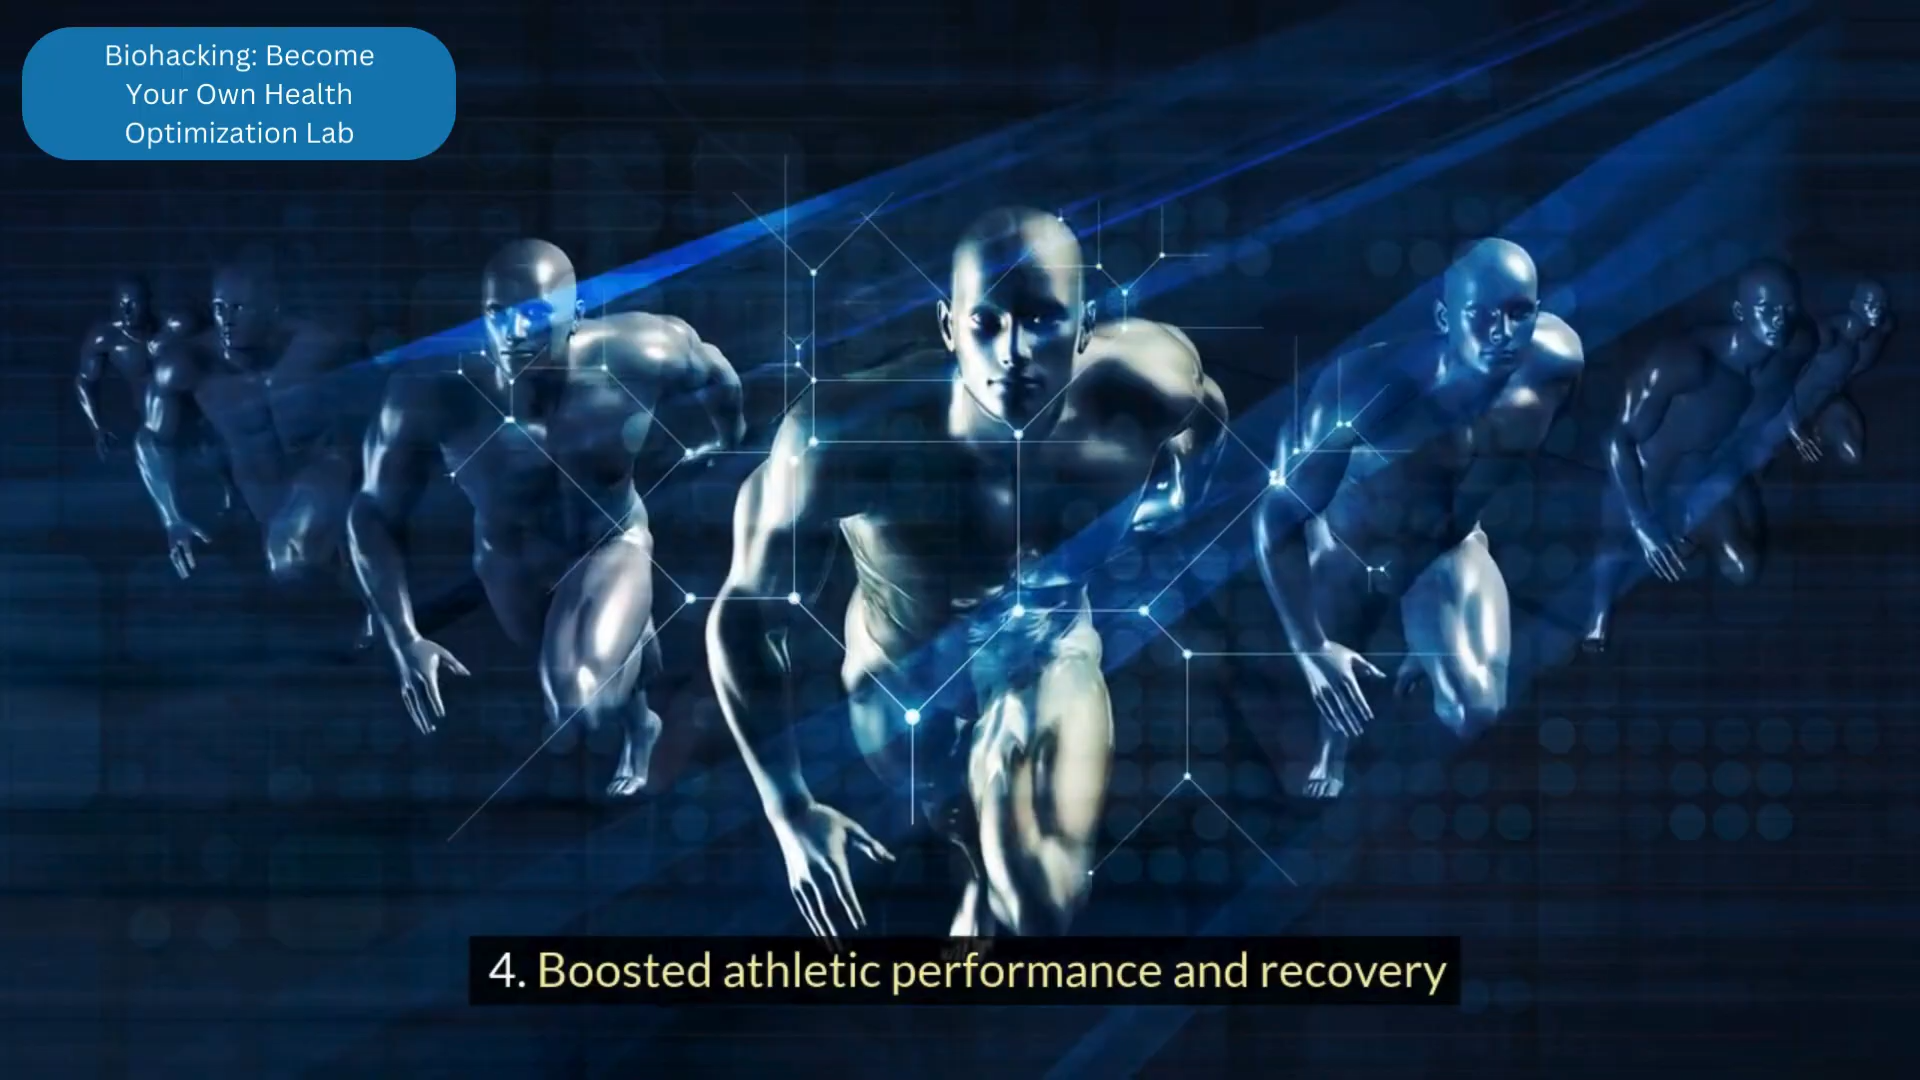 Biohacking: Become
Your Own Health
Optimization Lab
4. Boosted athletic performance and recovery